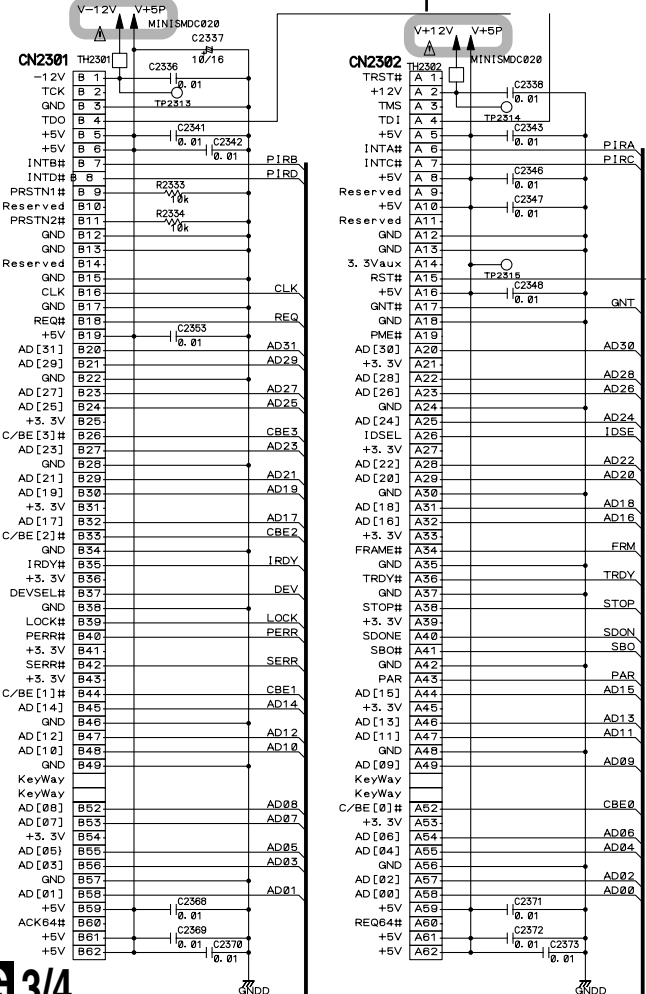 V-12V V+5P
MINISMDC020
C2337
10/16
CN2301 TH2301
C2336
0.01
TP2313
-12V B 1
TCK B 2
GND B 3
TDO B 4
+5V B 5 C2341 0.01
+5V B 6 C2342 0.01
INTB# B 7 PIRB
INTD# B 8 PIRD
PRSTN1# B 9 R2333 10k
Reserved B10
PRSTN2# B11 R2334 10k
GND B12
GND B13
Reserved B14
GND B15
CLK B16 CLK
GND B17
REQ# B18 REQ
+5V B19 C2353 0.01
AD[31] B20 AD31
AD[29] B21 AD29
GND B22
AD[27] B23 AD27
AD[25] B24 AD25
+3.3V B25
C/BE[3]# B26 CBE3
AD[23] B27 AD23
GND B28
AD[21] B29 AD21
AD[19] B30 AD19
+3.3V B31
AD[17] B32 AD17
C/BE[2]# B33 CBE2
GND B34
IRDY# B35 IRDY
+3.3V B36
DEVSEL# B37 DEV
GND B38
LOCK# B39 LOCK
PERR# B40 PERR
+3.3V B41
SERR# B42 SERR
+3.3V B43
C/BE[1]# B44 CBE1
AD[14] B45 AD14
GND B46
AD[12] B47 AD12
AD[10] B48 AD10
GND B49
KeyWay
KeyWay
AD[08] B52 AD08
AD[07] B53 AD07
+3.3V B54
AD[05} B55 AD05
AD[03] B56 AD03
GND B57
AD[01] B58 AD01
+5V B59 C2368 0.01
ACK64# B60
+5V B61 C2369 0.01
+5V B62 C2370 0.01
GNDD
3/4
V+12V V+5P
MINISMDC020
CN2302 TH2302
TRST# A 1
+12V A 2 C2338 0.01
TMS A 3 TP2314
TDI A 4
+5V A 5 C2343 0.01
INTA# A 6 PIRA
INTC# A 7 PIRC
+5V A 8 C2346 0.01
Reserved A 9
+5V A10 C2347 0.01
Reserved A11
GND A12
GND A13
3.3Vaux A14 TP2315
RST# A15
+5V A16 C2348 0.01
GNT# A17 GNT
GND A18
PME# A19
AD[30] A20 AD30
+3.3V A21
AD[28] A22 AD28
AD[26] A23 AD26
GND A24
AD[24] A25 AD24
IDSEL A26 IDSE
+3.3V A27
AD[22] A28 AD22
AD[20] A29 AD20
GND A30
AD[18] A31 AD18
AD[16] A32 AD16
+3.3V A33
FRAME# A34 FRM
GND A35
TRDY# A36 TRDY
GND A37
STOP# A38 STOP
+3.3V A39
SDONE A40 SDON
SBO# A41 SBO
GND A42
PAR A43 PAR
AD[15] A44 AD15
+3.3V A45
AD[13] A46 AD13
AD[11] A47 AD11
GND A48
AD[09] A49 AD09
KeyWay
KeyWay
C/BE[0]# A52 CBE0
+3.3V A53
AD[06] A54 AD06
AD[04] A55 AD04
GND A56
AD[02] A57 AD02
AD[00] A58 AD00
+5V A59 C2371 0.01
REQ64# A60
+5V A61 C2372 0.01
+5V A62 C2373 0.01
GNDD